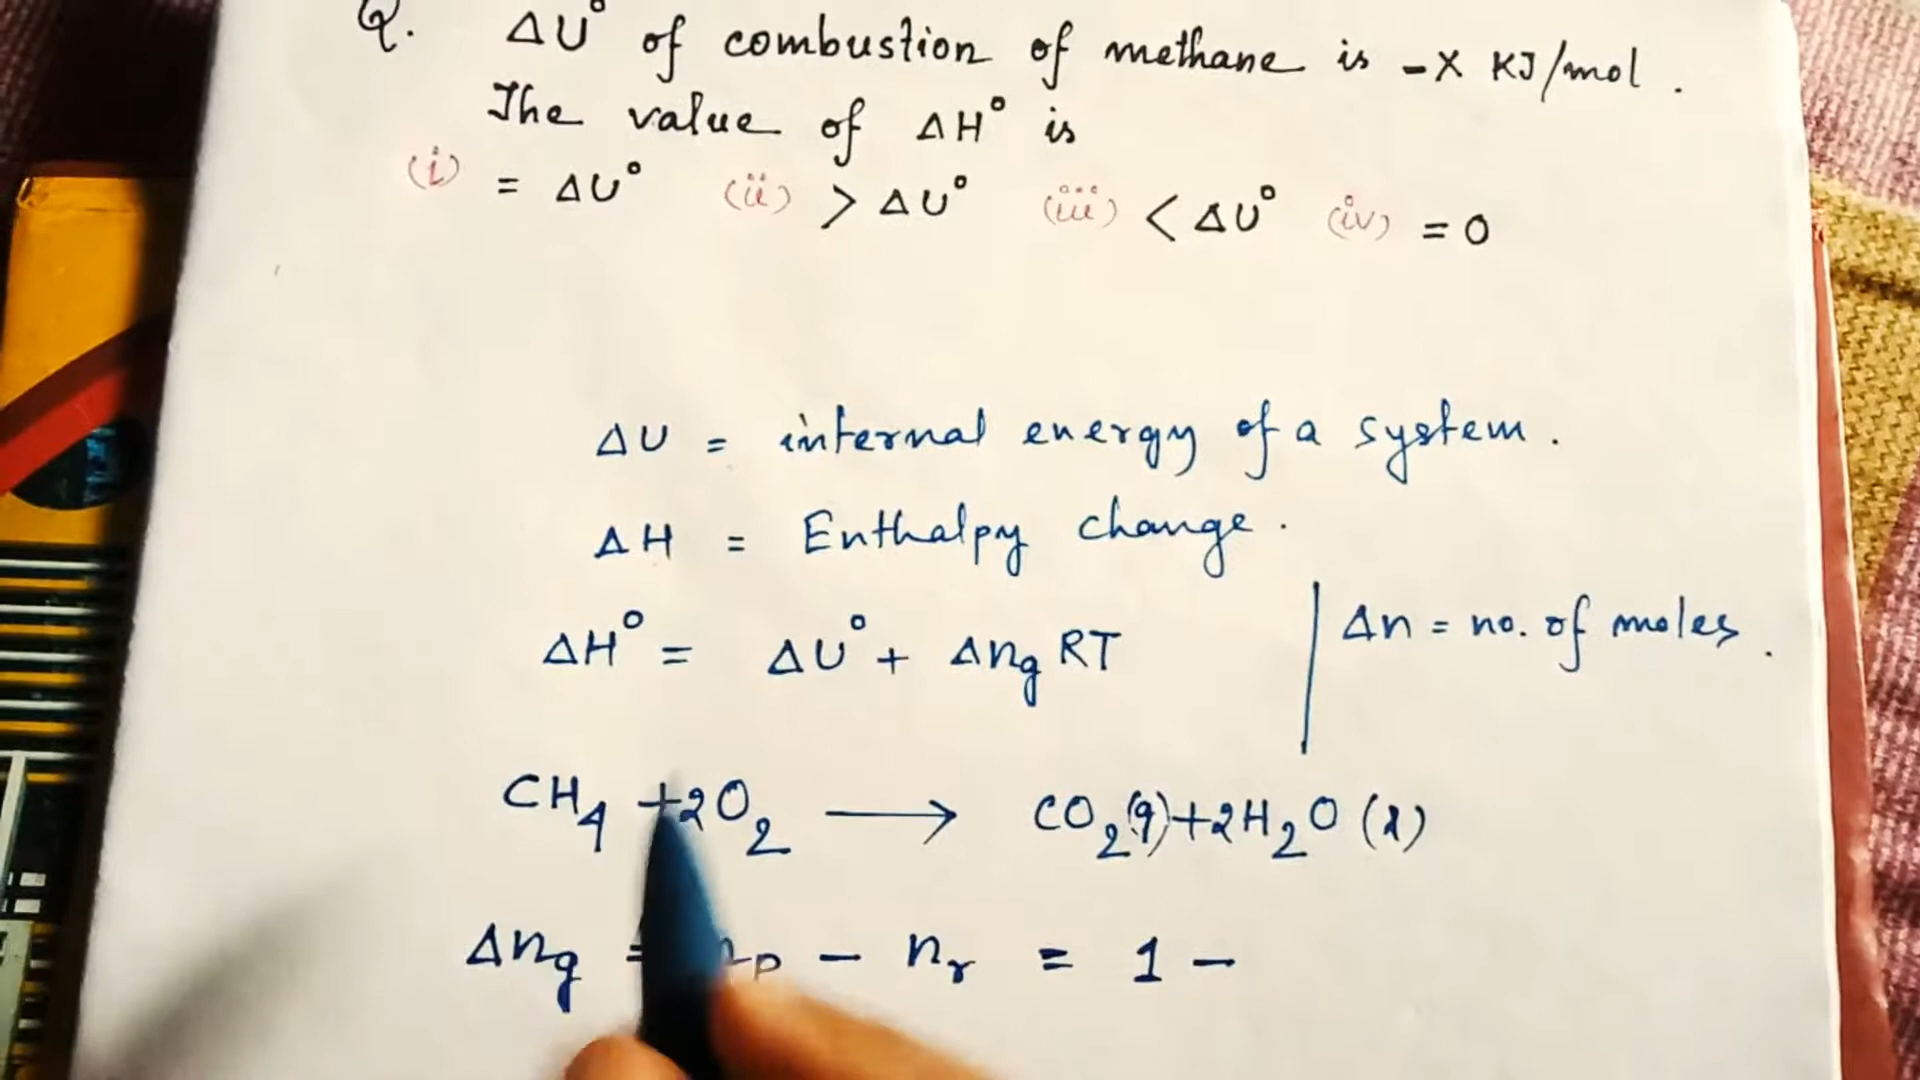 Q. ΔU° of combustion of methane is -X KJ/mol.
The value of ΔH° is
(i) = ΔU° (ii) > ΔU° (iii) < ΔU° (iv) = 0
ΔU = internal energy of a system.
ΔH = Enthalpy change.
ΔH° = ΔU° + Δng RT
Δn = no. of moles.
CH4 + 2O2 ⟶ CO2(g) + 2H2O (l)
Δng = np - nr = 1 -